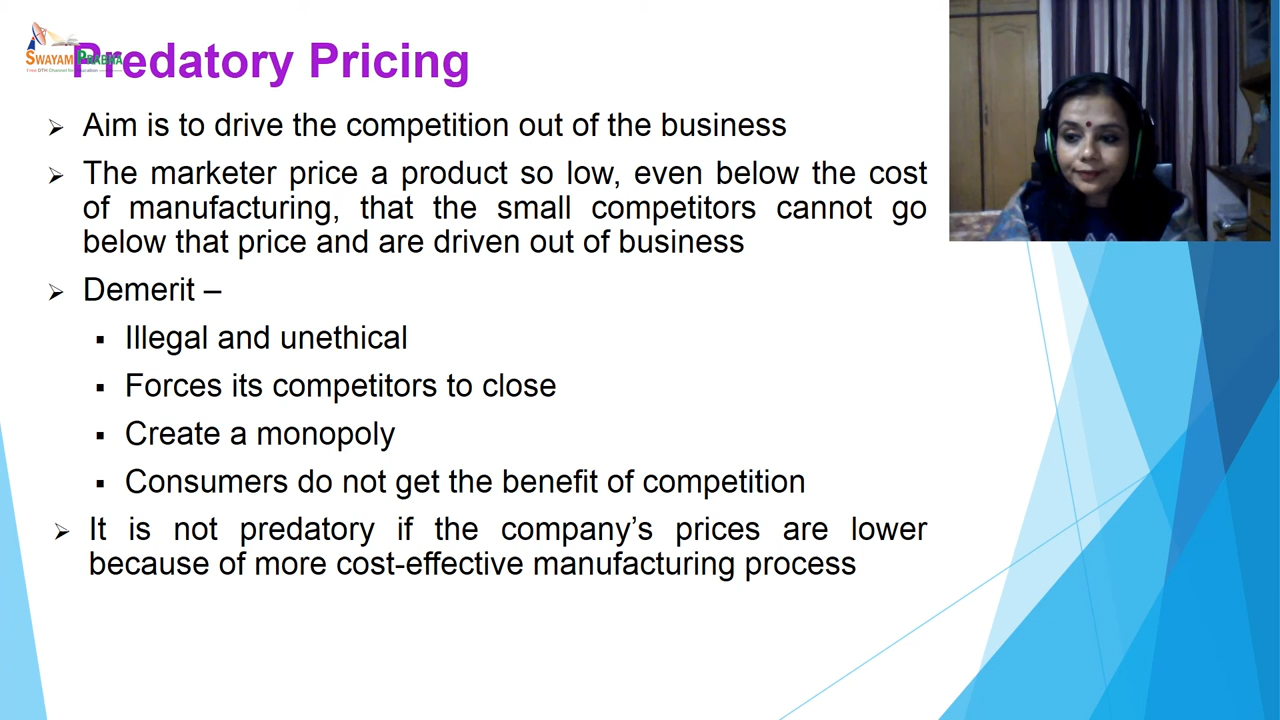 SWAYAM PRABHA
Predatory Pricing
➢ Aim is to drive the competition out of the business
➢ The marketer price a product so low, even below the cost
of manufacturing, that the small competitors cannot go
below that price and are driven out of business
➢ Demerit –
▪ Illegal and unethical
▪ Forces its competitors to close
▪ Create a monopoly
▪ Consumers do not get the benefit of competition
➢ It is not predatory if the company’s prices are lower
because of more cost-effective manufacturing process